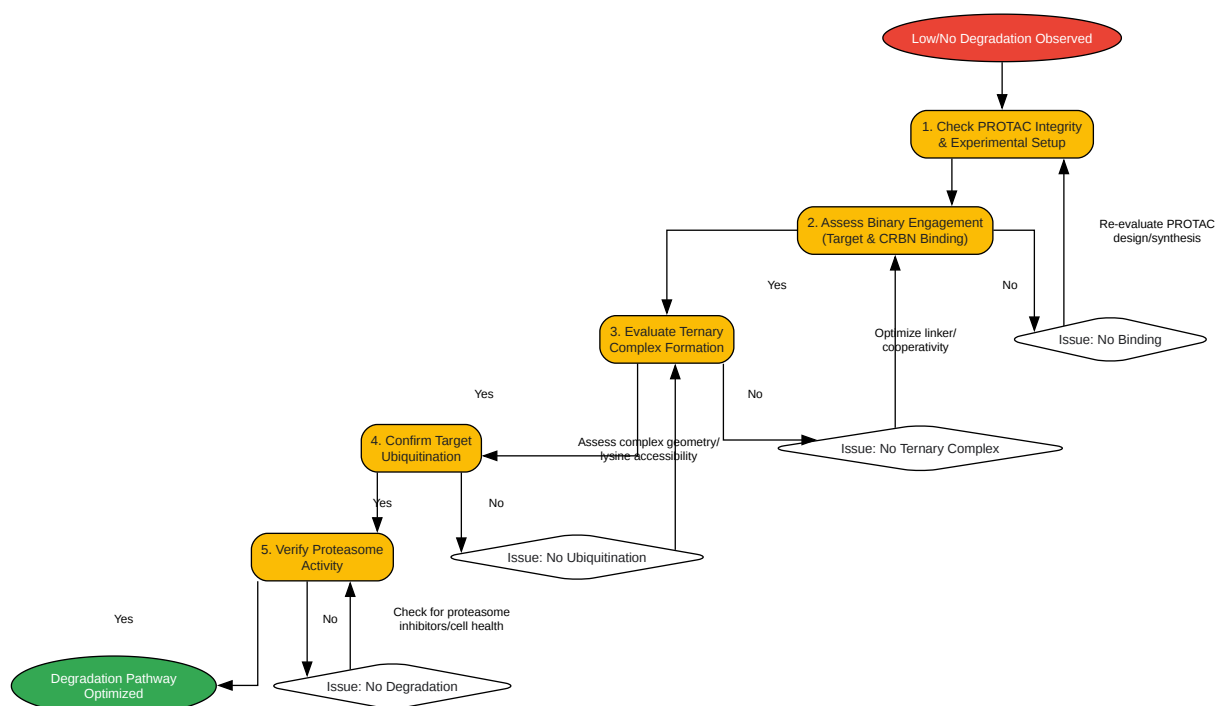 Low/No Degradation Observed
1. Check PROTAC Integrity
& Experimental Setup
2. Assess Binary Engagement
(Target & CRBN Binding)
Re-evaluate PROTAC
design/synthesis
Yes
No
3. Evaluate Ternary
Complex Formation
Optimize linker/
cooperativity
Issue: No Binding
Yes
No
4. Confirm Target
Ubiquitination
Assess complex geometry/
lysine accessibility
Issue: No Ternary Complex
Yes
No
5. Verify Proteasome
Activity
Issue: No Ubiquitination
Yes
No
Check for proteasome
inhibitors/cell health
Degradation Pathway
Optimized
Issue: No Degradation